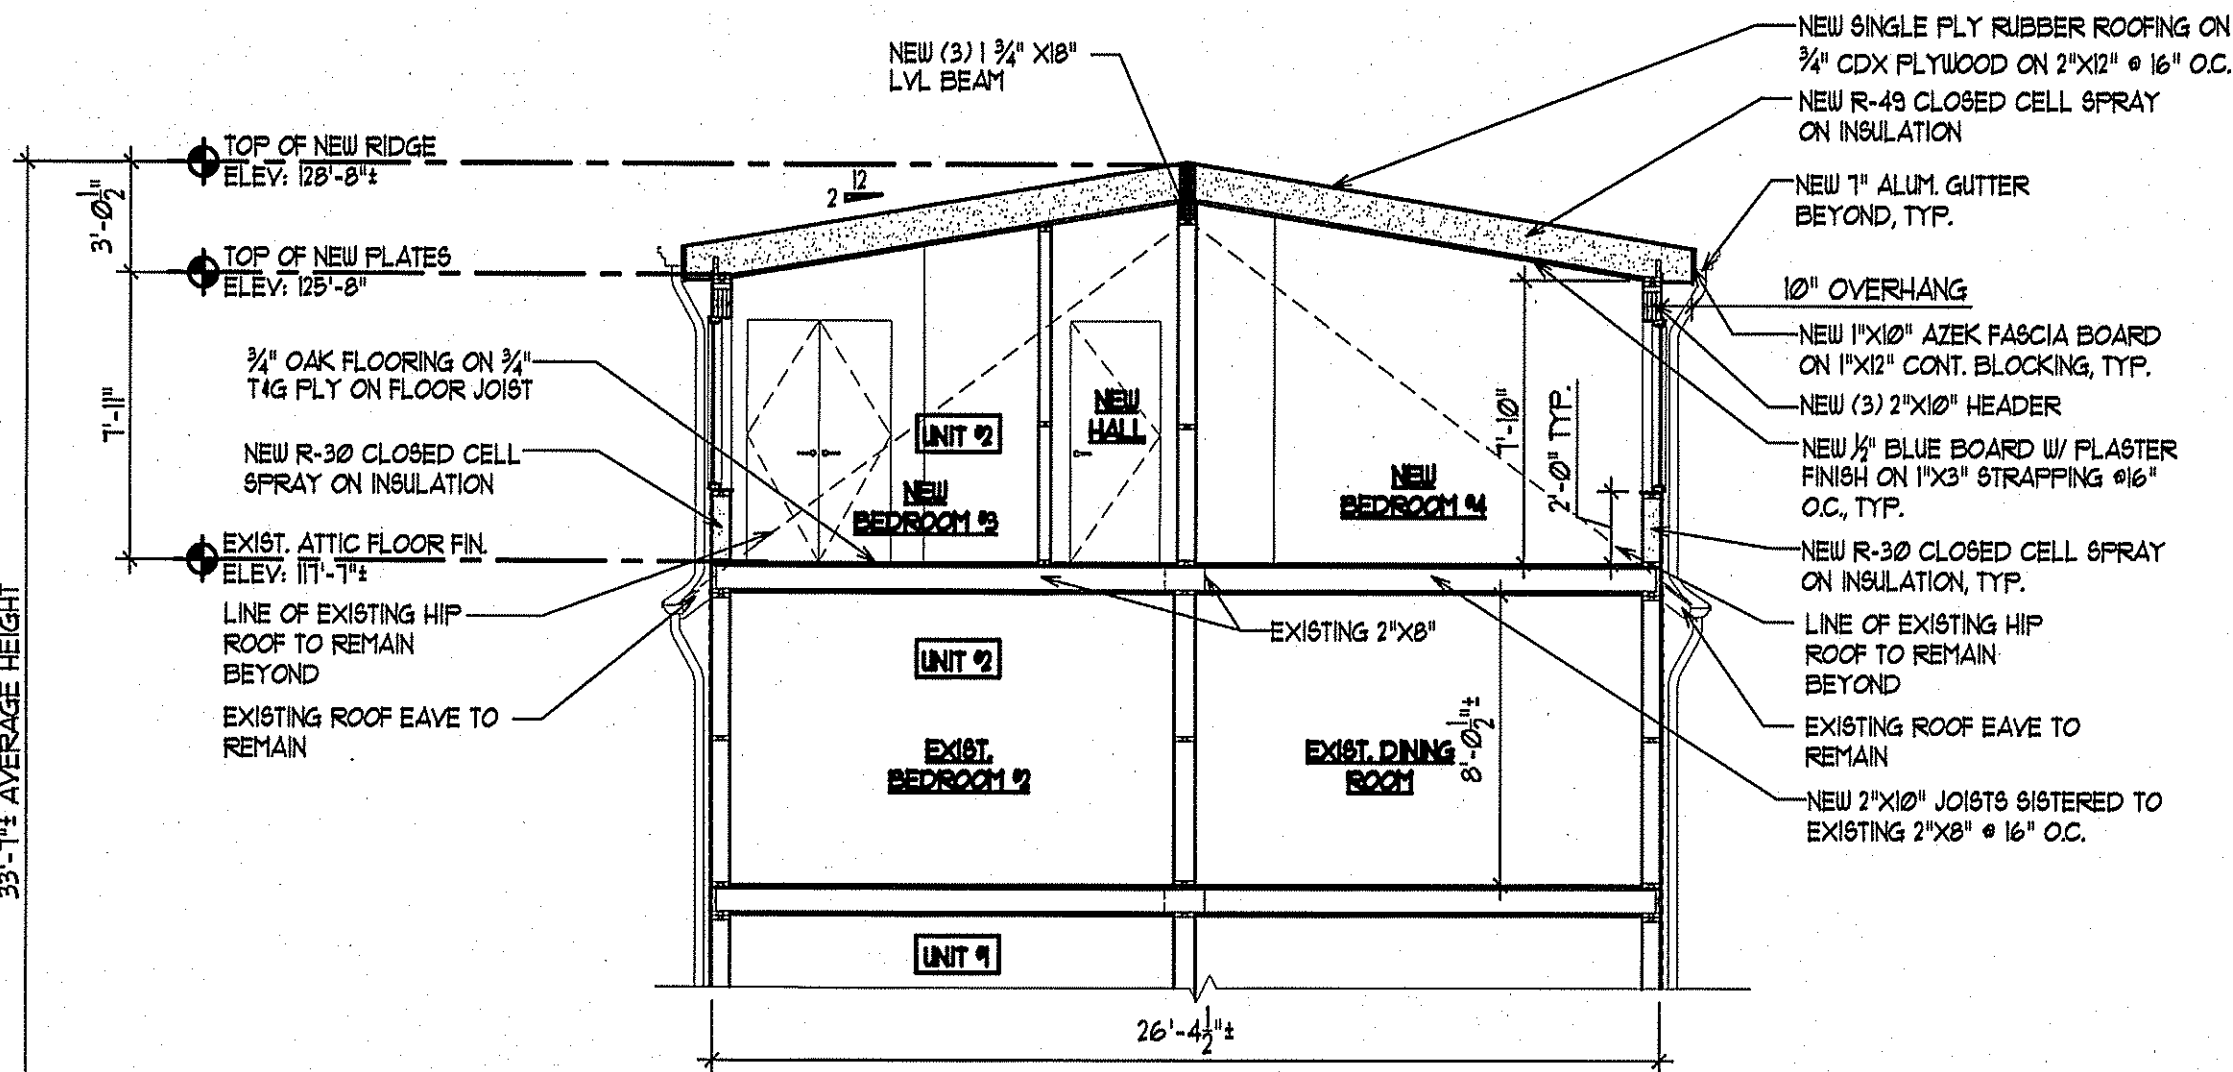 NEW SINGLE PLY RUBBER ROOFING ON
¾" CDX PLYWOOD ON 2"X12" @ 16" O.C.
NEW (3) 1 ¾" X18"
LVL BEAM
NEW R-49 CLOSED CELL SPRAY
ON INSULATION
TOP OF NEW RIDGE
ELEV: 128'-8"±
12
2
3'-0½"
NEW 7" ALUM. GUTTER
BEYOND, TYP.
TOP OF NEW PLATES
ELEV: 125'-8"
10" OVERHANG
NEW 1"X10" AZEK FASCIA BOARD
ON 1"X12" CONT. BLOCKING, TYP.
¾" OAK FLOORING ON ¾"
T&G PLY ON FLOOR JOIST
7'-11"
NEW
HALL
UNIT #2
7'-10"
2'-0" TYP.
NEW (3) 2"X10" HEADER
NEW R-30 CLOSED CELL
SPRAY ON INSULATION
NEW
BEDROOM #3
NEW
BEDROOM #4
NEW ½" BLUE BOARD W/ PLASTER
FINISH ON 1"X3" STRAPPING @16"
O.C., TYP.
EXIST. ATTIC FLOOR FIN.
ELEV: 117'-7"±
NEW R-30 CLOSED CELL SPRAY
ON INSULATION, TYP.
33'-7"± AVERAGE HEIGHT
LINE OF EXISTING HIP
ROOF TO REMAIN
BEYOND
EXISTING 2"X8"
LINE OF EXISTING HIP
ROOF TO REMAIN
BEYOND
UNIT #2
EXISTING ROOF EAVE TO
REMAIN
EXIST.
BEDROOM #2
EXIST. DINING
ROOM
8'-0½"±
EXISTING ROOF EAVE TO
REMAIN
NEW 2"X10" JOISTS SISTERED TO
EXISTING 2"X8" @ 16" O.C.
UNIT #1
26'-4½"±